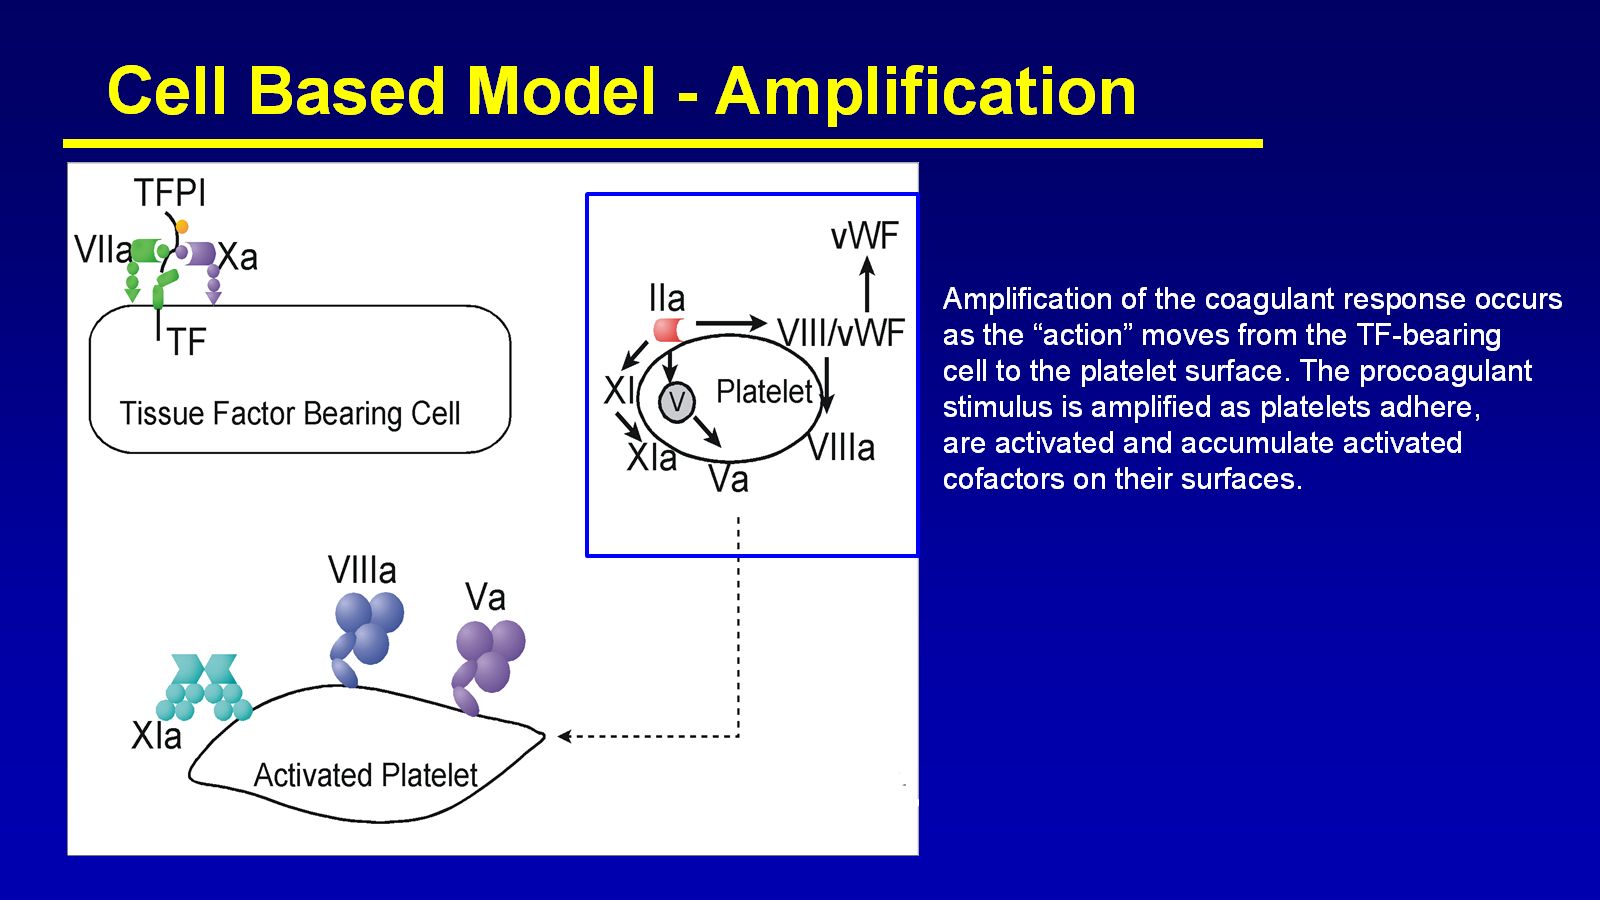 Cell Based Model - Amplification
TFPI
VIIa
Xa
TF
Tissue Factor Bearing Cell
vWF
IIa
VIII/vWF
XI
V
Platelet
XIa
VIIIa
Va
Amplification of the coagulant response occurs
as the “action” moves from the TF-bearing
cell to the platelet surface. The procoagulant
stimulus is amplified as platelets adhere,
are activated and accumulate activated
cofactors on their surfaces.
VIIIa
Va
XIa
Activated Platelet